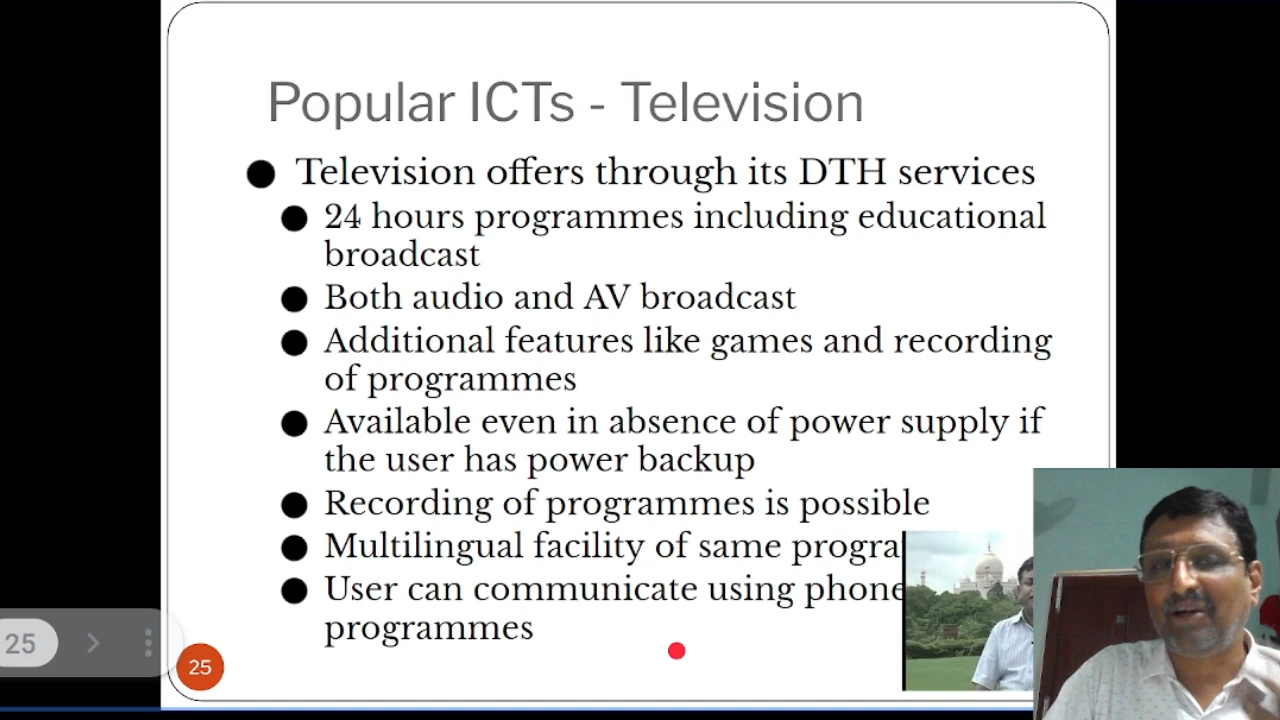 Popular ICTs - Television
● Television offers through its DTH services
● 24 hours programmes including educational
broadcast
● Both audio and AV broadcast
● Additional features like games and recording
of programmes
● Available even in absence of power supply if
the user has power backup
● Recording of programmes is possible
● Multilingual facility of same progra
● User can communicate using phone
programmes
25
25